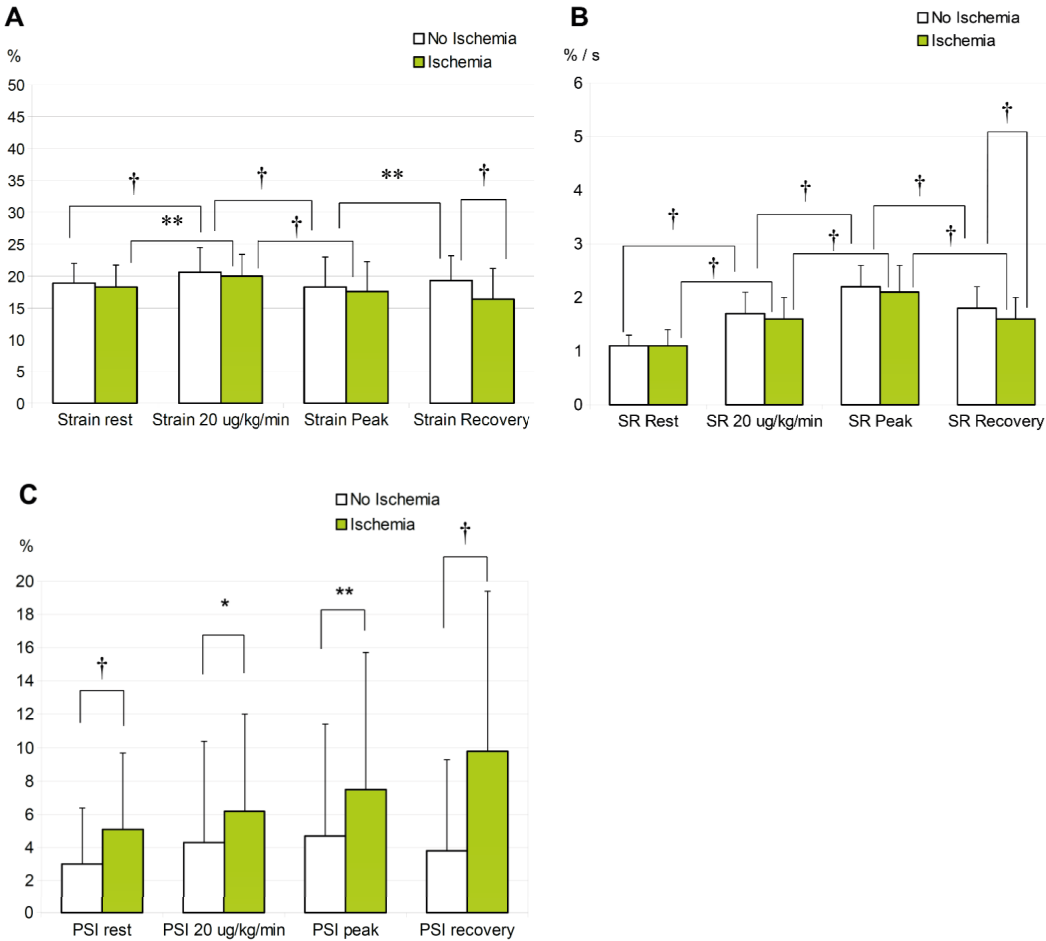 A
No Ischemia
Ischemia
%
50
45
40
35
30
25
20
15
10
5
0
† † ** †
** †
Strain rest Strain 20 ug/kg/min Strain Peak Strain Recovery
B
No Ischemia
Ischemia
% / s
6
5
4
3
2
1
0
† † † †
† † †
SR Rest SR 20 ug/kg/min SR Peak SR Recovery
C
No Ischemia
Ischemia
%
20
18
16
14
12
10
8
6
4
2
0
† * ** †
PSI rest PSI 20 ug/kg/min PSI peak PSI recovery